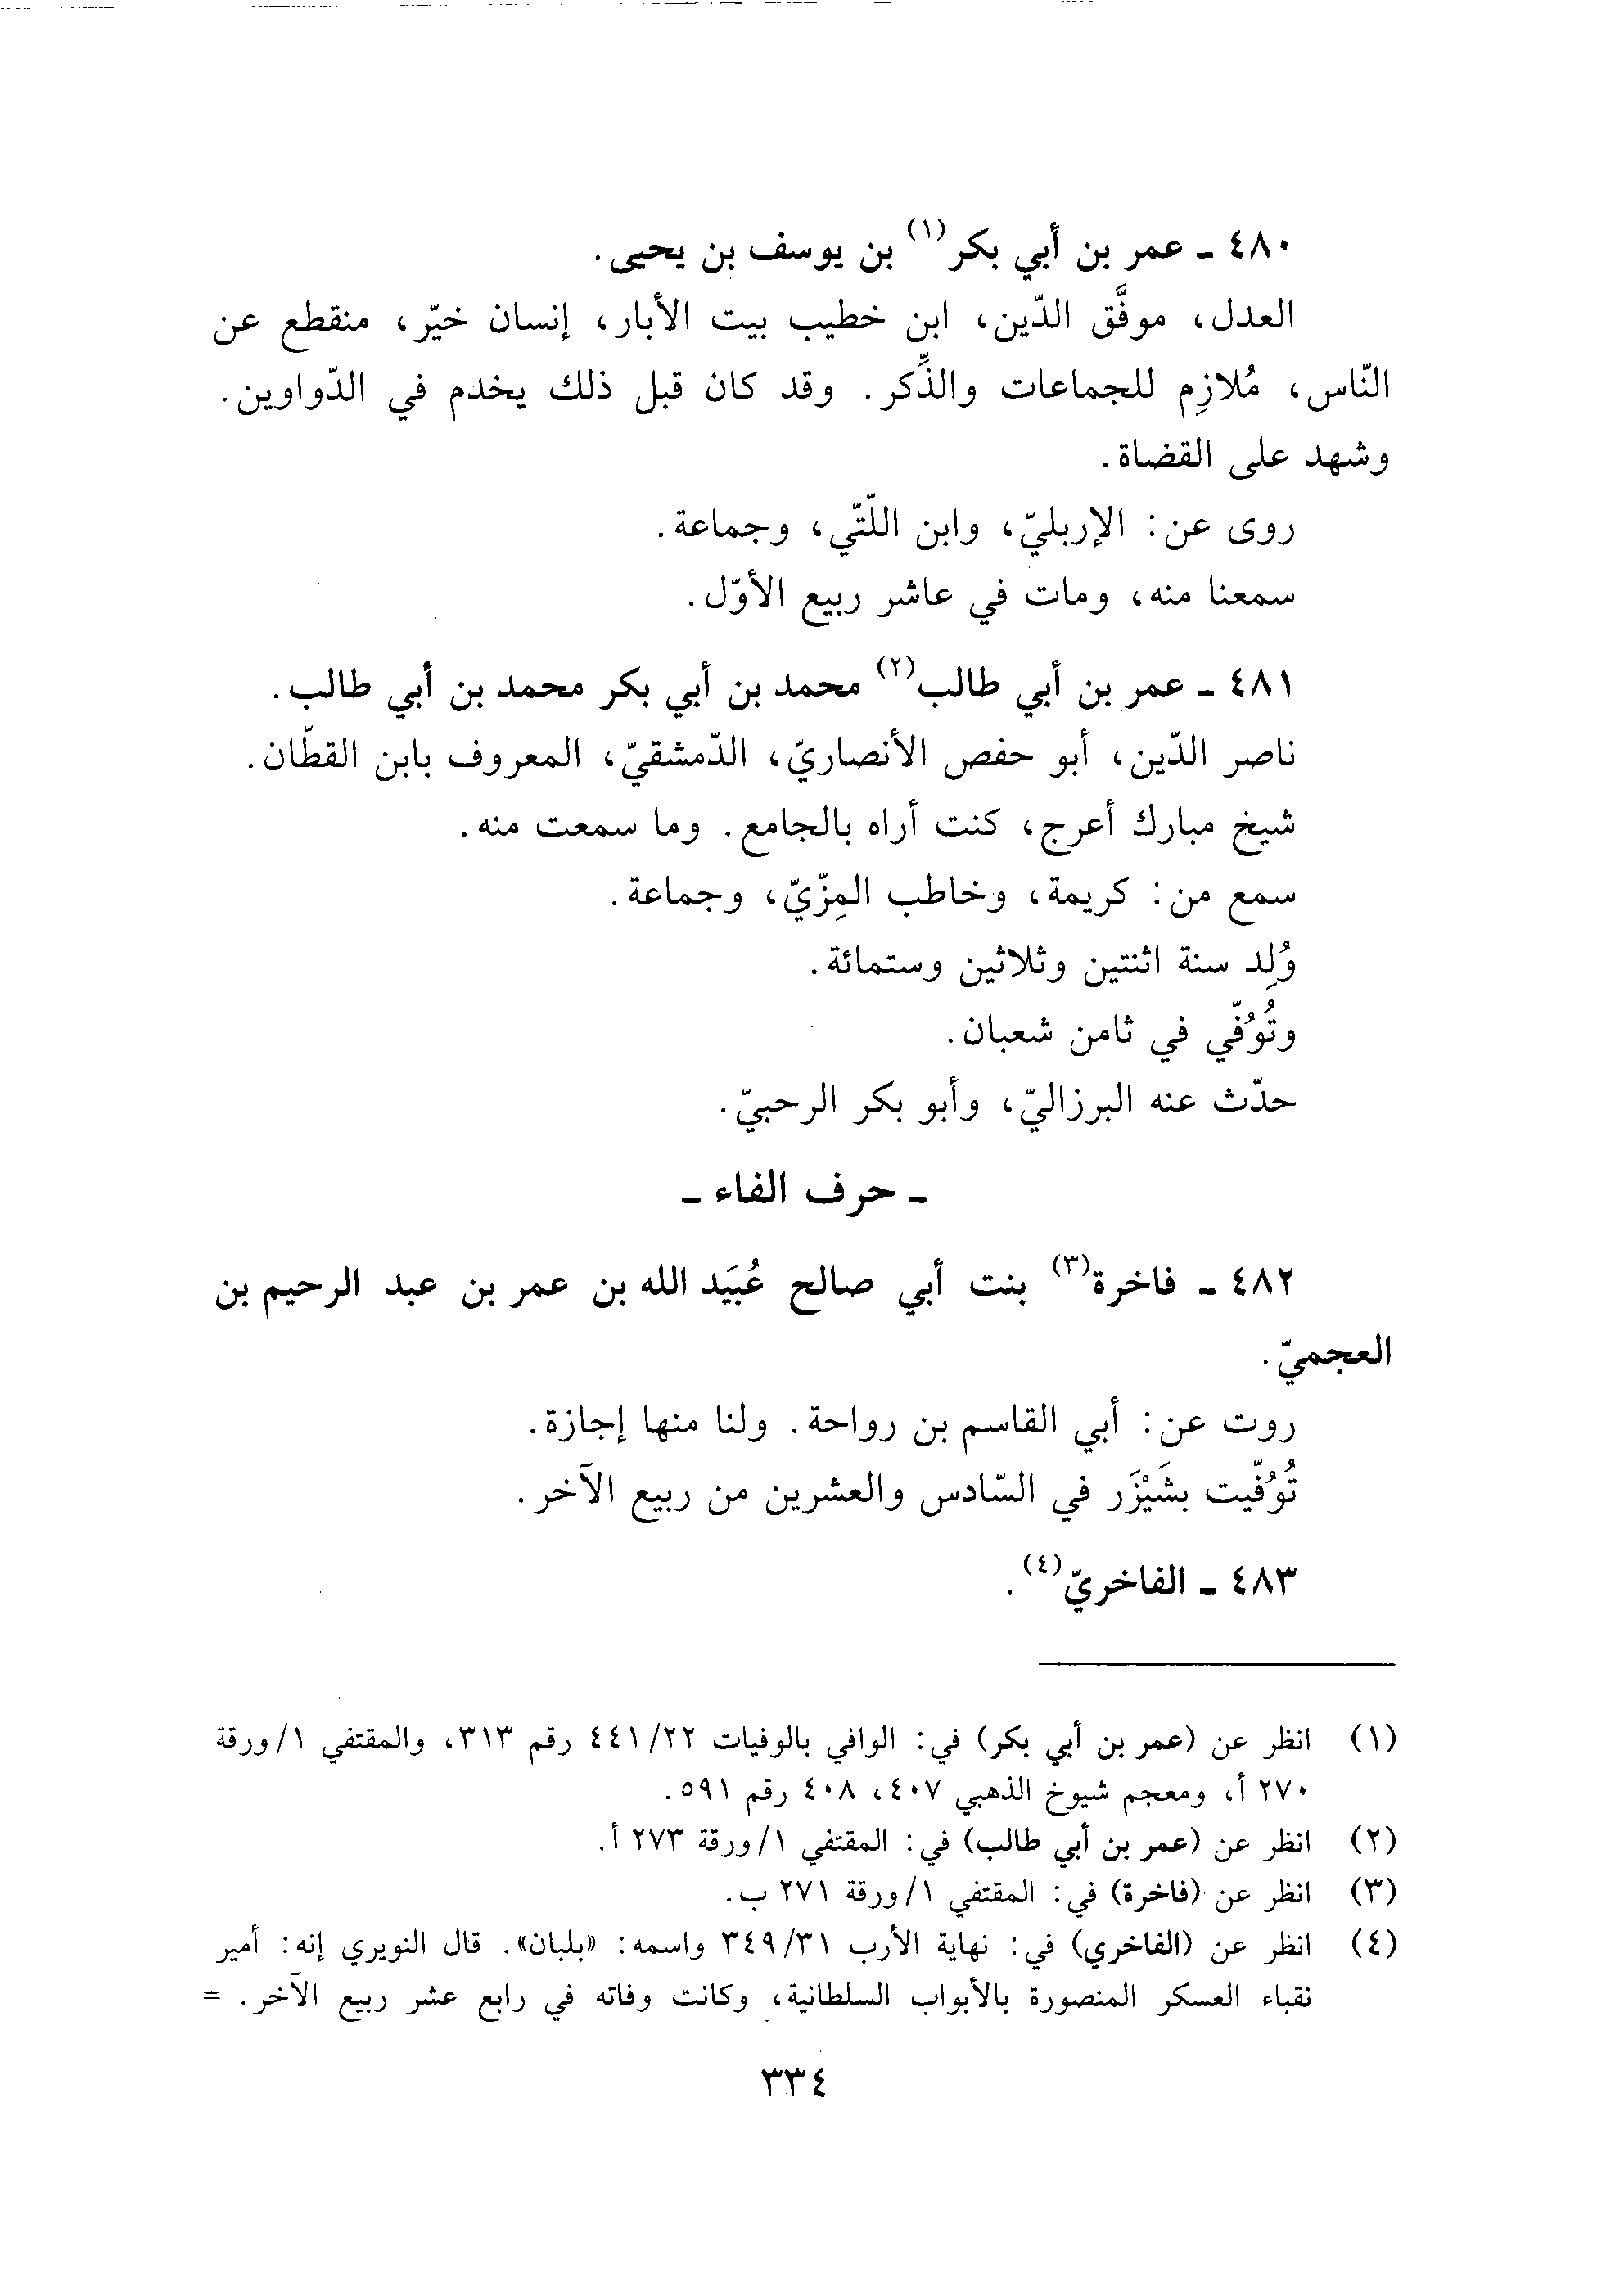 ٤٨٠ ـ عمر بن أبي بكر(١) بن يوسف بن يحيى.
العدل، موفَّق الدّين، ابن خطيب بيت الأبار، إنسان خيّر، منقطع عن
النّاس، مُلازِم للجماعات والذِّكر. وقد كان قبل ذلك يخدم في الدّواوين.
وشهد على القضاة.
روى عن: الإربليّ، وابن اللّتّي، وجماعة.
سمعنا منه، ومات في عاشر ربيع الأوّل.
٤٨١ ـ عمر بن أبي طالب(٢) محمد بن أبي بكر محمد بن أبي طالب.
ناصر الدّين، أبو حفص الأنصاريّ، الدّمشقيّ، المعروف بابن القطّان.
شيخ مبارك أعرج، كنت أراه بالجامع. وما سمعت منه.
سمع من: كريمة، وخاطب المِزّيّ، وجماعة.
وُلِد سنة اثنتين وثلاثين وستمائة.
وتُوُفّي في ثامن شعبان.
حدّث عنه البرزاليّ، وأبو بكر الرحبيّ.
ـ حرف الفاء ـ
٤٨٢ ـ فاخرة(٣) بنت أبي صالح عُبَيَد الله بن عمر بن عبد الرحيم بن
العجميّ.
روت عن: أبي القاسم بن رواحة. ولنا منها إجازة.
تُوُفّيت بشَيْزَر في السّادس والعشرين من ربيع الآخر.
٤٨٣ ـ الفاخريّ(٤).
(١) انظر عن (عمر بن أبي بكر) في: الوافي بالوفيات ٤٤١/٢٢ رقم ٣١٣، والمقتفي ١/ورقة
٢٧٠ أ، ومعجم شيوخ الذهبي ٤٠٧، ٤٠٨ رقم ٥٩١.
(٢) انظر عن (عمر بن أبي طالب) في: المقتفي ١/ورقة ٢٧٣ أ.
(٣) انظر عن (فاخرة) في: المقتفي ١/ورقة ٢٧١ ب.
(٤) انظر عن (الفاخري) في: نهاية الأرب ٣٤٩/٣١ واسمه: «بلبان». قال النويري إنه: أمير
نقباء العسكر المنصورة بالأبواب السلطانية، وكانت وفاته في رابع عشر ربيع الآخر. =
٣٣٤